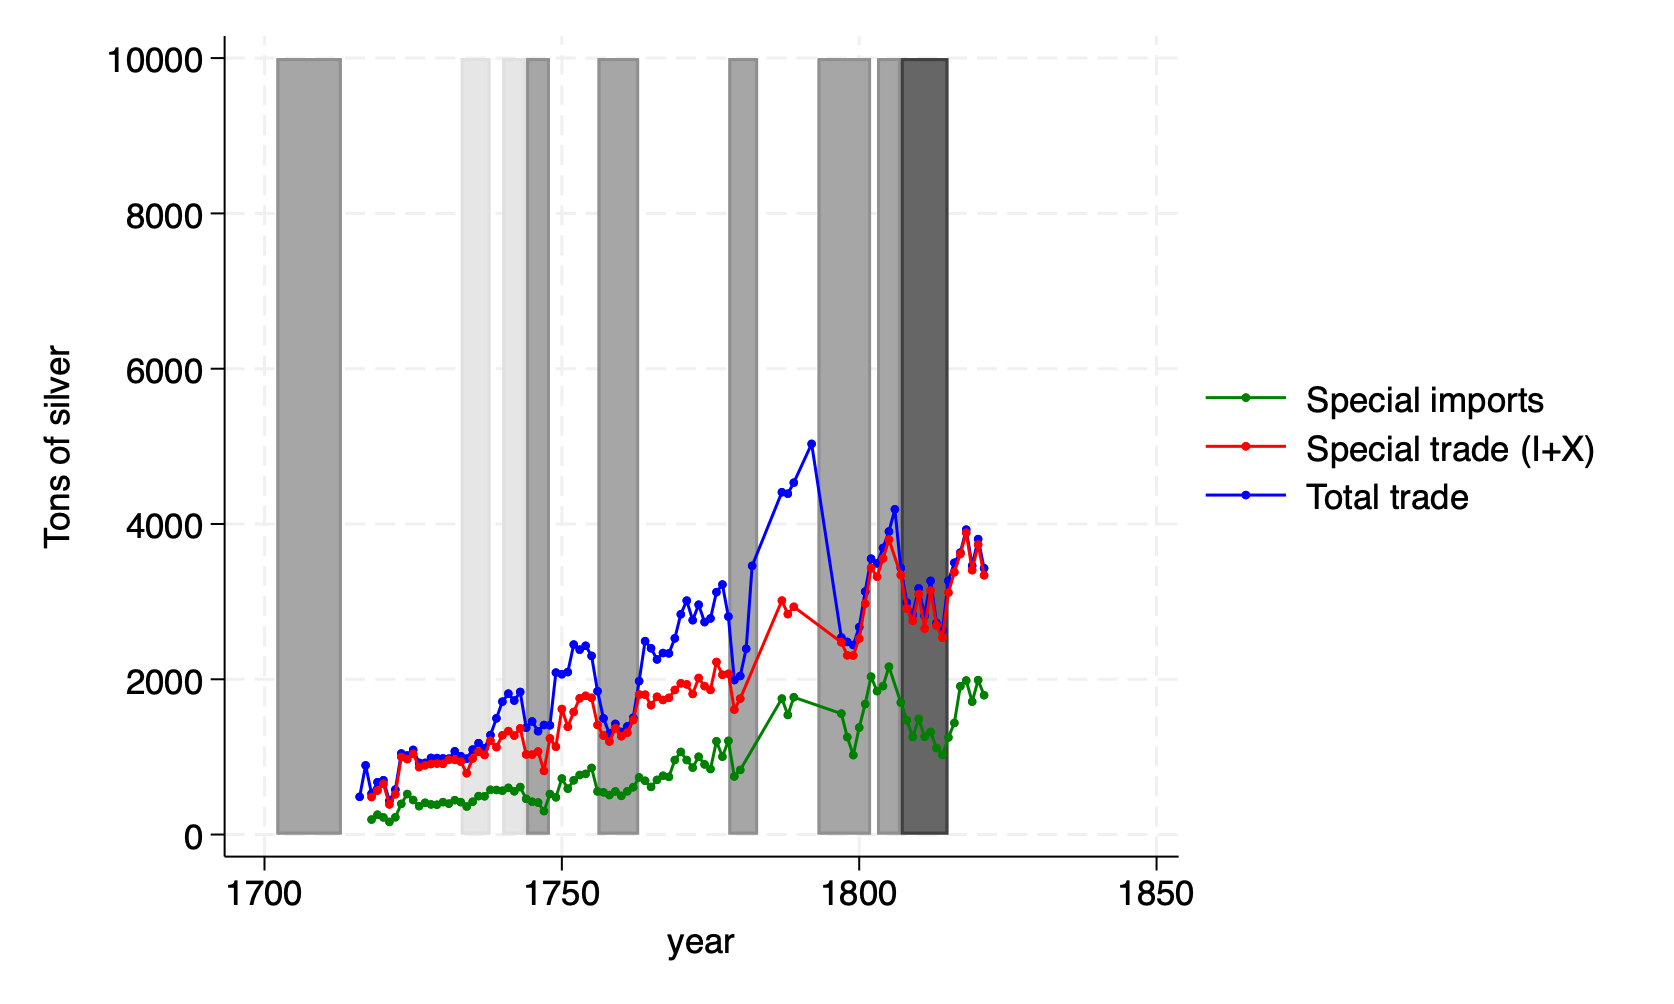 10000
8000
6000
4000
2000
0
Tons of silver
1700
1750
1800
1850
year
Special imports
Special trade (I+X)
Total trade